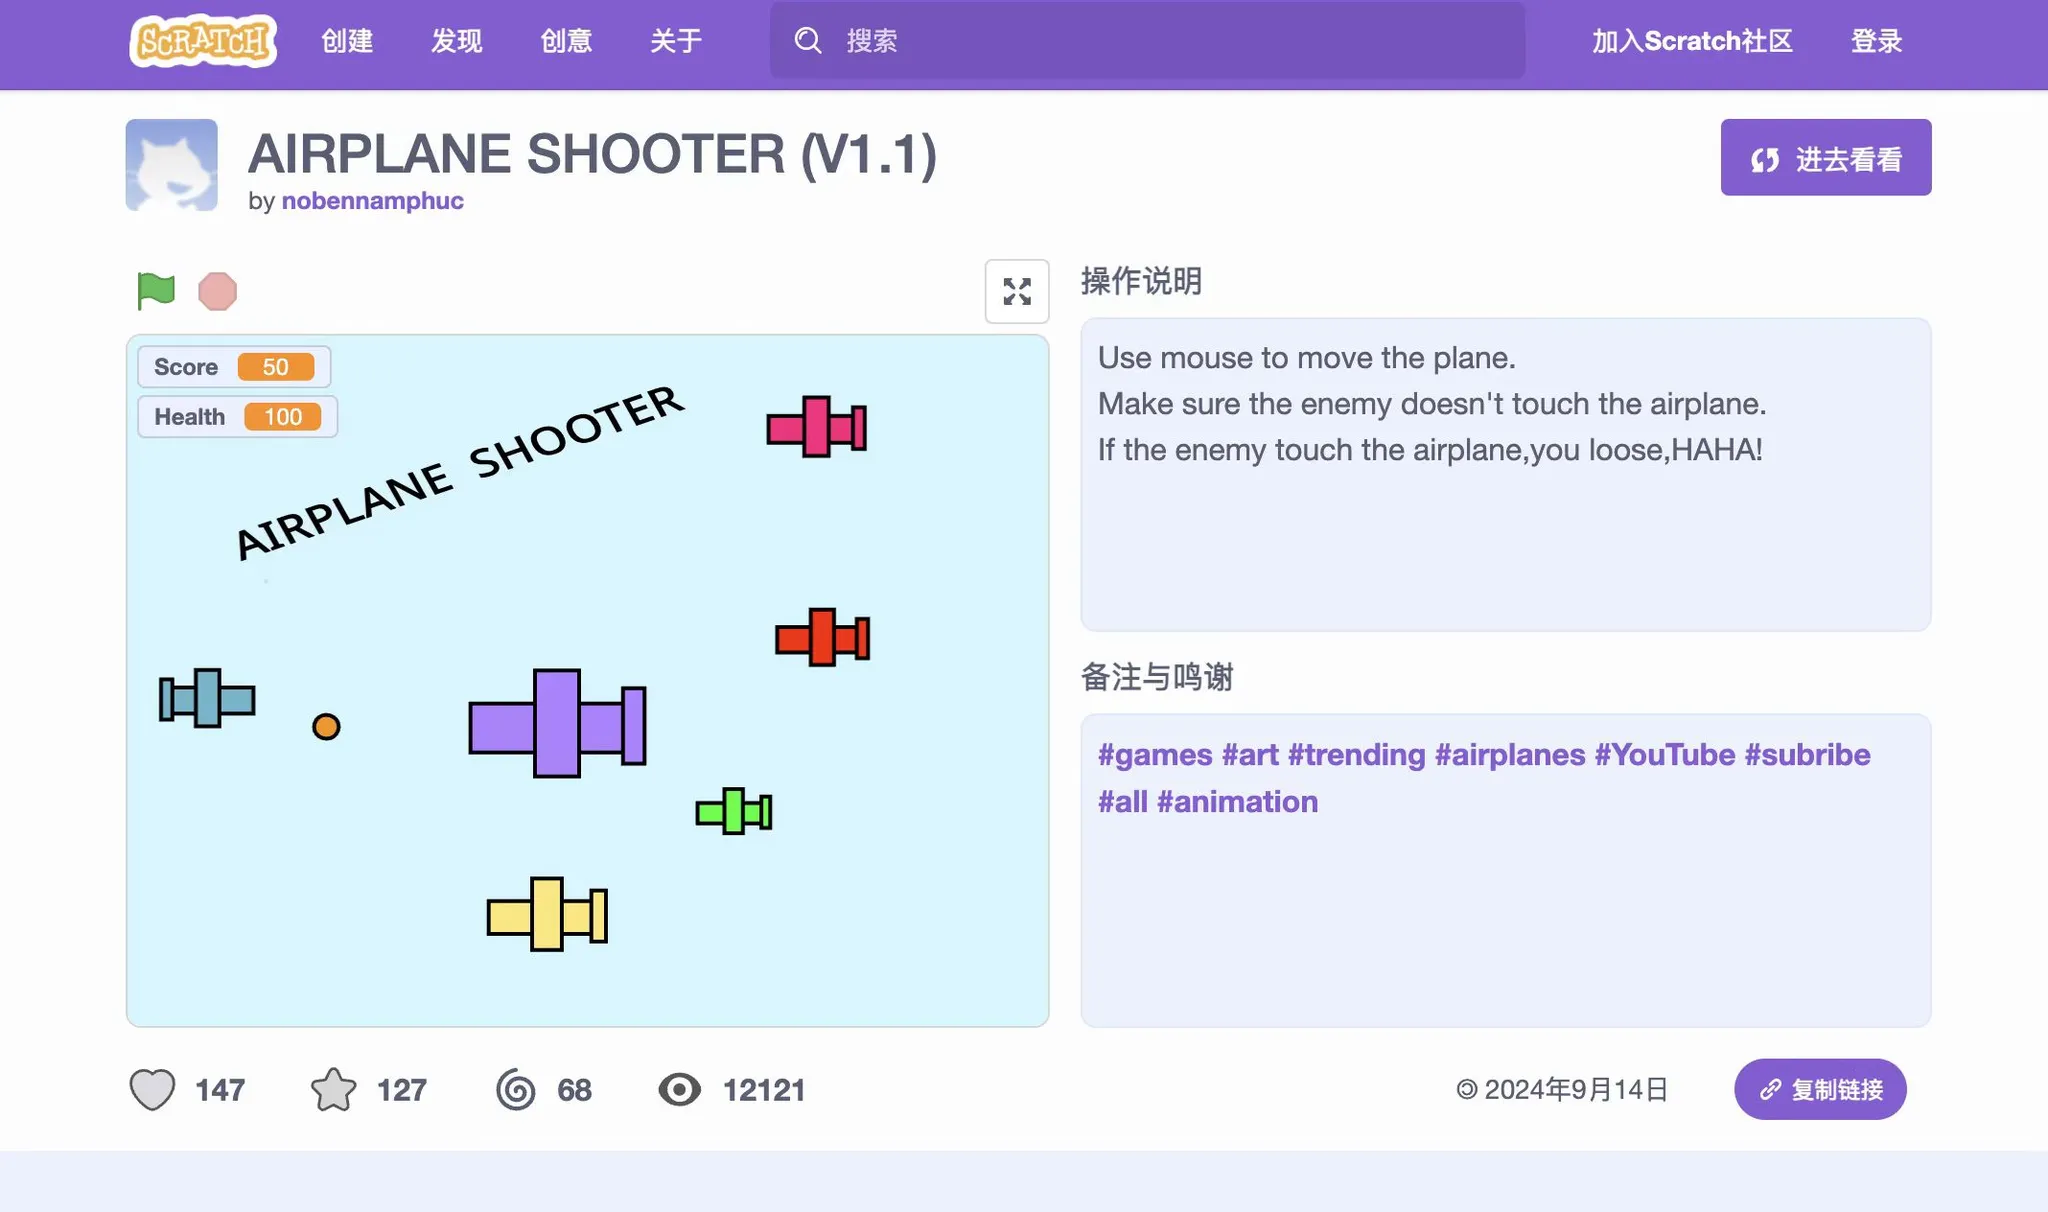 SCRATCH 创建 发现 创意 关于 搜索 加入Scratch社区 登录
AIRPLANE SHOOTER (V1.1)
by nobennamphuc
进去看看
Score 50
Health 100
AIRPLANE SHOOTER
操作说明
Use mouse to move the plane.
Make sure the enemy doesn't touch the airplane.
If the enemy touch the airplane,you loose,HAHA!
备注与鸣谢
#games #art #trending #airplanes #YouTube #subribe
#all #animation
147 127 68 12121
2024年9月14日
复制链接